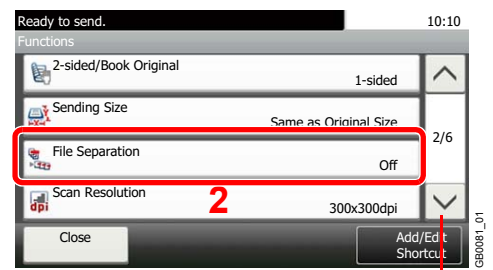 Ready to send. 10:10
Functions
2-sided/Book Original
1-sided
Sending Size
Same as Original Size
2/6
File Separation
Off
Scan Resolution
dpi
2
300x300dpi
Close
Add/Edit
Shortcut
GB0081_01